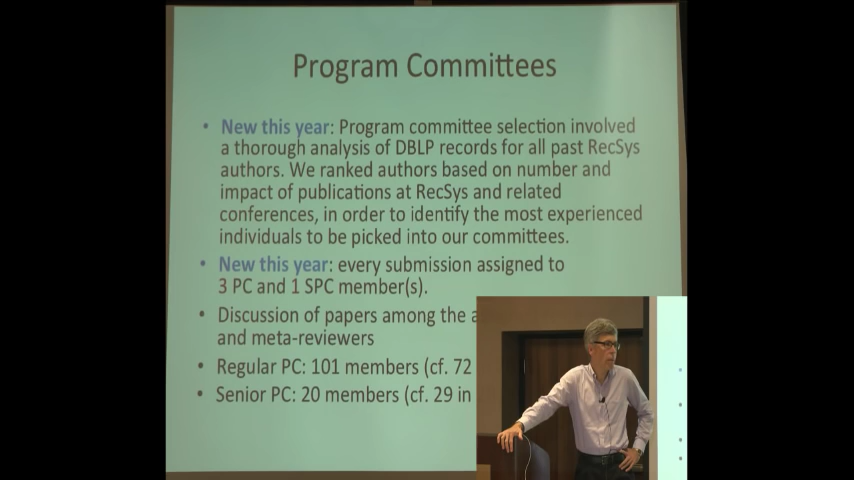 Program Committees
• New this year: Program committee selection involved
a thorough analysis of DBLP records for all past RecSys
authors. We ranked authors based on number and
impact of publications at RecSys and related
conferences, in order to identify the most experienced
individuals to be picked into our committees.
• New this year: every submission assigned to
3 PC and 1 SPC member(s).
• Discussion of papers among the
and meta-reviewers
• Regular PC: 101 members (cf. 72
• Senior PC: 20 members (cf. 29 in